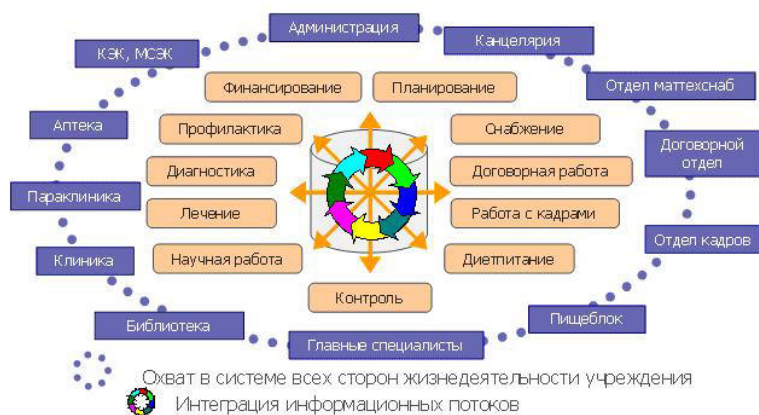 Администрация
Канцелярия
КЭК, МСЭК
Отдел маттехснаб
Финансирование
Планирование
Аптека
Профилактика
Снабжение
Договорной
отдел
Диагностика
Договорная работа
Параклиника
Лечение
Работа с кадрами
Отдел кадров
Клиника
Научная работа
Диетпитание
Контроль
Библиотека
Пищеблок
Главные специалисты
Охват в системе всех сторон жизнедеятельности учреждения
Интеграция информационных потоков